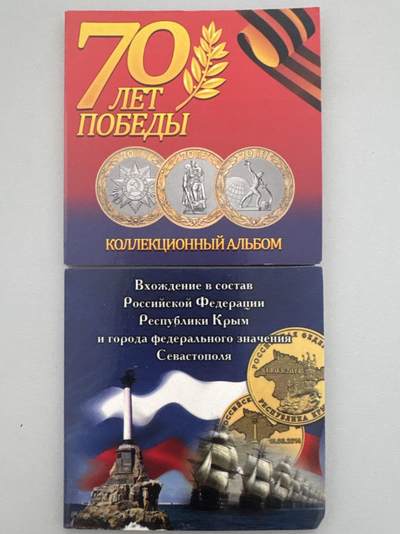 70
ЛЕТ
ПОБЕДЫ
КОЛЛЕКЦИОННЫЙ АЛЬБОМ
Вхождение в состав
Российской Федерации
Республики Крым
и города федерального значения
Севастополя